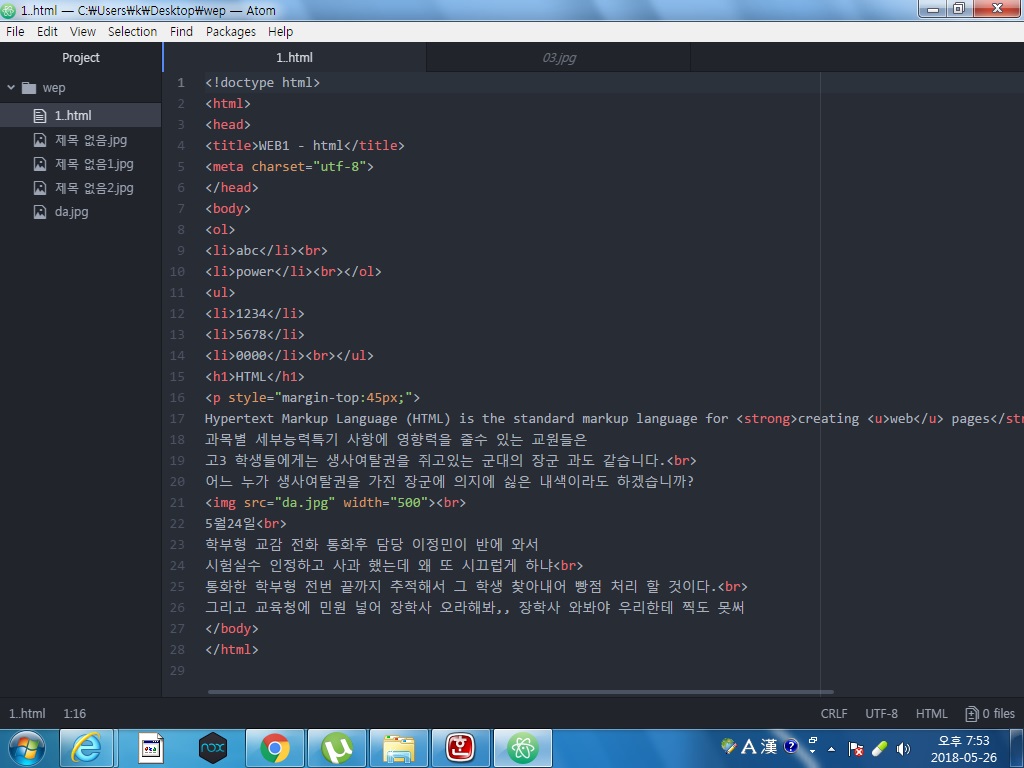 1..html — C:₩Users₩k₩Desktop₩wep — Atom
File Edit View Selection Find Packages Help
Project
1..html
03.jpg
wep
1..html
제목 없음.jpg
제목 없음1.jpg
제목 없음2.jpg
da.jpg
1 <!doctype html>
2 <html>
3 <head>
4 <title>WEB1 - html</title>
5 <meta charset="utf-8">
6 </head>
7 <body>
8 <ol>
9 <li>abc</li><br>
10 <li>power</li><br></ol>
11 <ul>
12 <li>1234</li>
13 <li>5678</li>
14 <li>0000</li><br></ul>
15 <h1>HTML</h1>
16 <p style="margin-top:45px;">
17 Hypertext Markup Language (HTML) is the standard markup language for <strong>creating <u>web</u> pages</str
18 과목별 세부능력특기 사항에 영향력을 줄수 있는 교원들은
19 고3 학생들에게는 생사여탈권을 쥐고있는 군대의 장군 과도 같습니다.<br>
20 어느 누가 생사여탈권을 가진 장군에 의지에 싫은 내색이라도 하겠습니까?
21 <img src="da.jpg" width="500"><br>
22 5월24일<br>
23 학부형 교감 전화 통화후 담당 이정민이 반에 와서
24 시험실수 인정하고 사과 했는데 왜 또 시끄럽게 하냐<br>
25 통화한 학부형 전번 끝까지 추적해서 그 학생 찾아내어 빵점 처리 할 것이다.<br>
26 그리고 교육청에 민원 넣어 장학사 오라해봐,, 장학사 와봐야 우리한테 찍도 못써
27 </body>
28 </html>
29
1..html 1:16 CRLF UTF-8 HTML 0 files
nox
A 漢
오후 7:53
2018-05-26